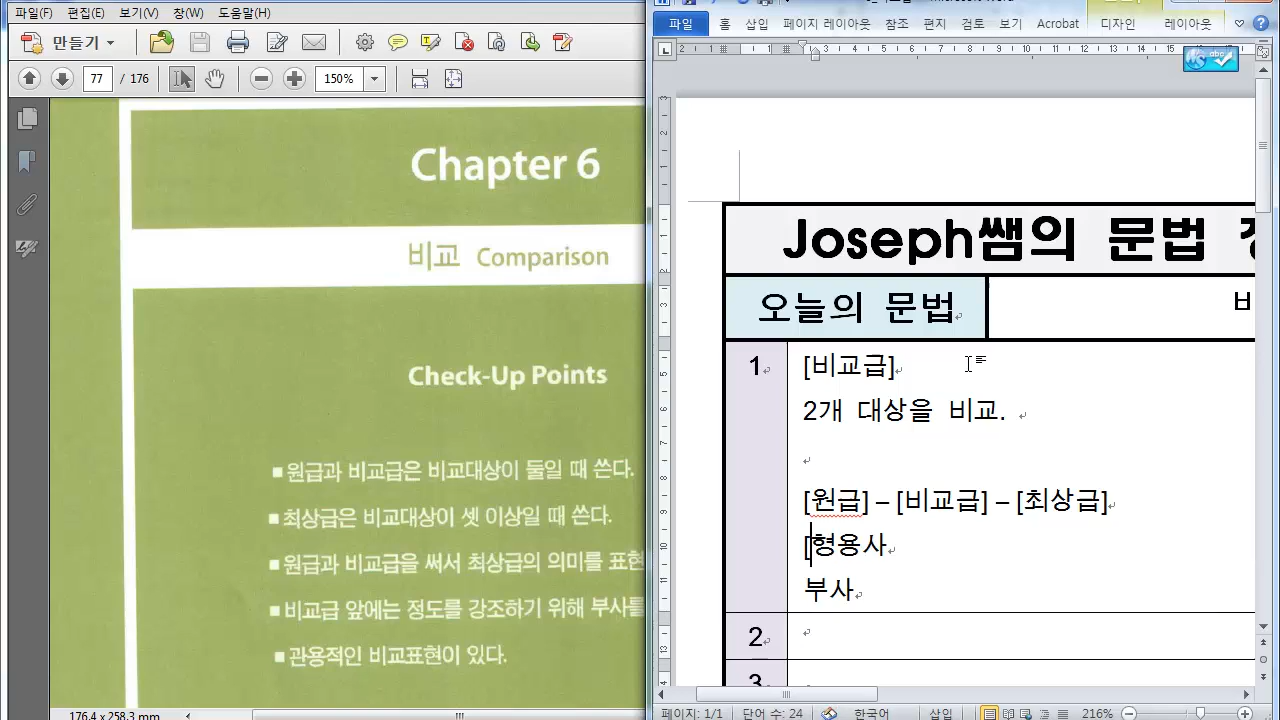 파일(F) 편집(E) 보기(V) 창(W) 도움말(H)
만들기
77 / 176 150%
Chapter 6
비교 Comparison
Check-Up Points
■ 원급과 비교급은 비교대상이 둘일 때 쓴다.
■ 최상급은 비교대상이 셋 이상일 때 쓴다.
■ 원급과 비교급을 써서 최상급의 의미를 표현
■ 비교급 앞에는 정도를 강조하기 위해 부사를
■ 관용적인 비교표현이 있다.
176.4 x 258.3 mm
파일 홈 삽입 페이지 레이아웃 참조 편지 검토 보기 Acrobat 디자인 레이아웃
Joseph쌤의 문법
오늘의 문법
1 [비교급]
2개 대상을 비교.
[원급] – [비교급] – [최상급]
[형용사
부사
2
3
페이지: 1/1 단어 수: 24 한국어 삽입 216%